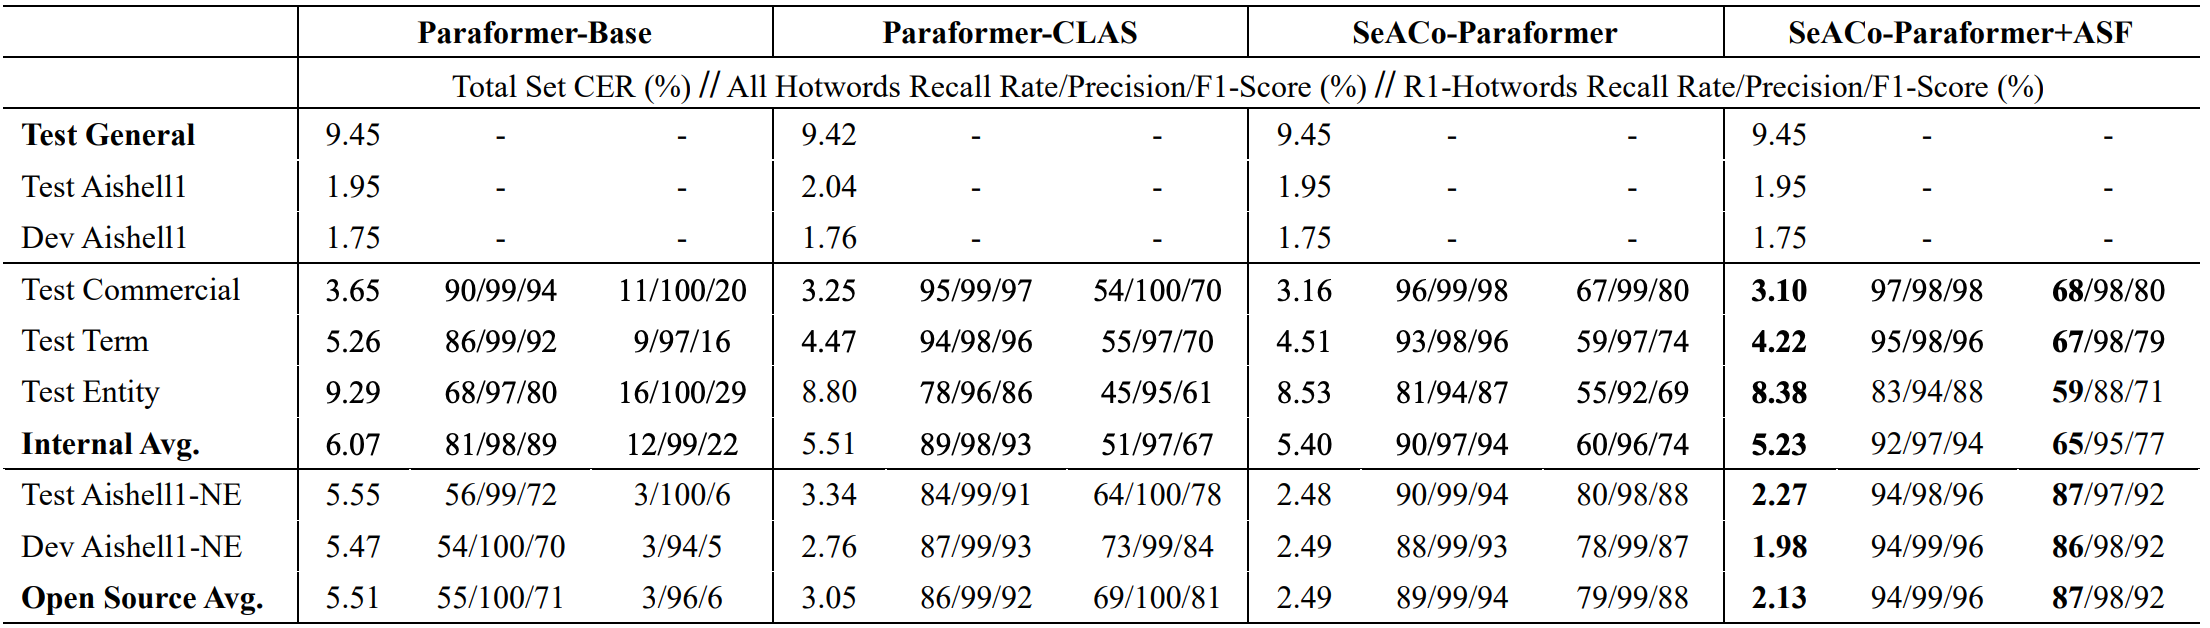 Paraformer-Base Paraformer-CLAS SeACo-Paraformer SeACo-Paraformer+ASF
Total Set CER (%) // All Hotwords Recall Rate/Precision/F1-Score (%) // R1-Hotwords Recall Rate/Precision/F1-Score (%)
Test General 9.45 - - 9.42 - - 9.45 - - 9.45 - -
Test Aishell1 1.95 - - 2.04 - - 1.95 - - 1.95 - -
Dev Aishell1 1.75 - - 1.76 - - 1.75 - - 1.75 - -
Test Commercial 3.65 90/99/94 11/100/20 3.25 95/99/97 54/100/70 3.16 96/99/98 67/99/80 3.10 97/98/98 68/98/80
Test Term 5.26 86/99/92 9/97/16 4.47 94/98/96 55/97/70 4.51 93/98/96 59/97/74 4.22 95/98/96 67/98/79
Test Entity 9.29 68/97/80 16/100/29 8.80 78/96/86 45/95/61 8.53 81/94/87 55/92/69 8.38 83/94/88 59/88/71
Internal Avg. 6.07 81/98/89 12/99/22 5.51 89/98/93 51/97/67 5.40 90/97/94 60/96/74 5.23 92/97/94 65/95/77
Test Aishell1-NE 5.55 56/99/72 3/100/6 3.34 84/99/91 64/100/78 2.48 90/99/94 80/98/88 2.27 94/98/96 87/97/92
Dev Aishell1-NE 5.47 54/100/70 3/94/5 2.76 87/99/93 73/99/84 2.49 88/99/93 78/99/87 1.98 94/99/96 86/98/92
Open Source Avg. 5.51 55/100/71 3/96/6 3.05 86/99/92 69/100/81 2.49 89/99/94 79/99/88 2.13 94/99/96 87/98/92